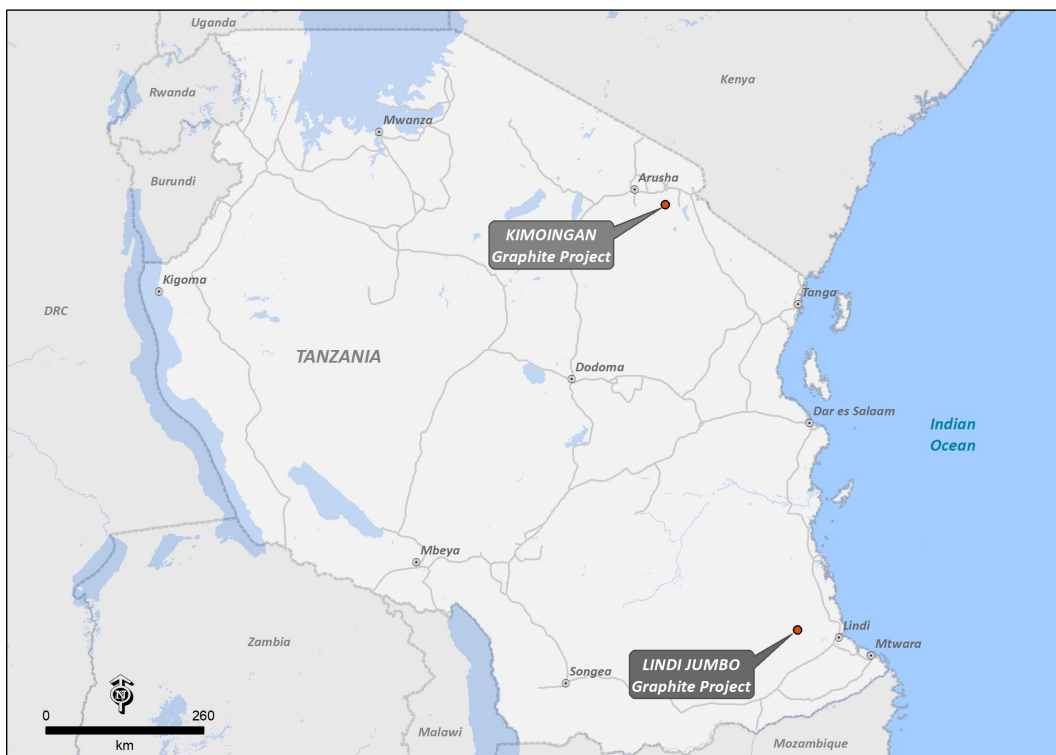 Uganda
Kenya
Rwanda
Mwanza
Burundi
Arusha
KIMOINGAN
Graphite Project
Kigoma
Tanga
DRC
TANZANIA
Dodoma
Dar es Salaam
Indian
Ocean
Mbeya
Lindi
Zambia
Mtwara
LINDI JUMBO
Graphite Project
Songea
N
0 260
km
Malawi
Mozambique